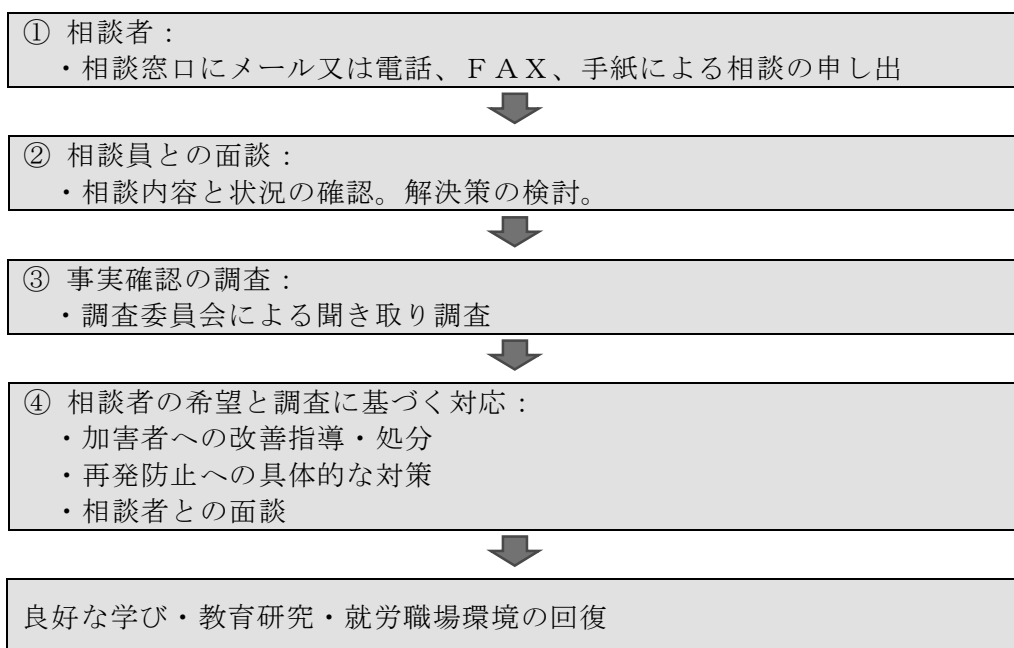 ① 相談者：
・相談窓口にメール又は電話、ＦＡＸ、手紙による相談の申し出
② 相談員との面談：
・相談内容と状況の確認。解決策の検討。
③ 事実確認の調査：
・調査委員会による聞き取り調査
④ 相談者の希望と調査に基づく対応：
・加害者への改善指導・処分
・再発防止への具体的な対策
・相談者との面談
良好な学び・教育研究・就労職場環境の回復